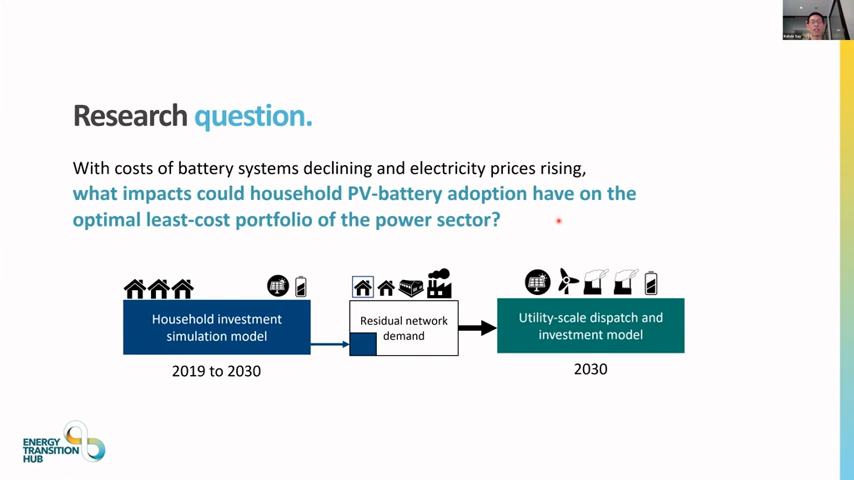 Kelvin Say
Research question.
With costs of battery systems declining and electricity prices rising,
what impacts could household PV-battery adoption have on the
optimal least-cost portfolio of the power sector?
Household investment
simulation model
2019 to 2030
Residual network
demand
Utility-scale dispatch and
investment model
2030
ENERGY
TRANSITION
HUB